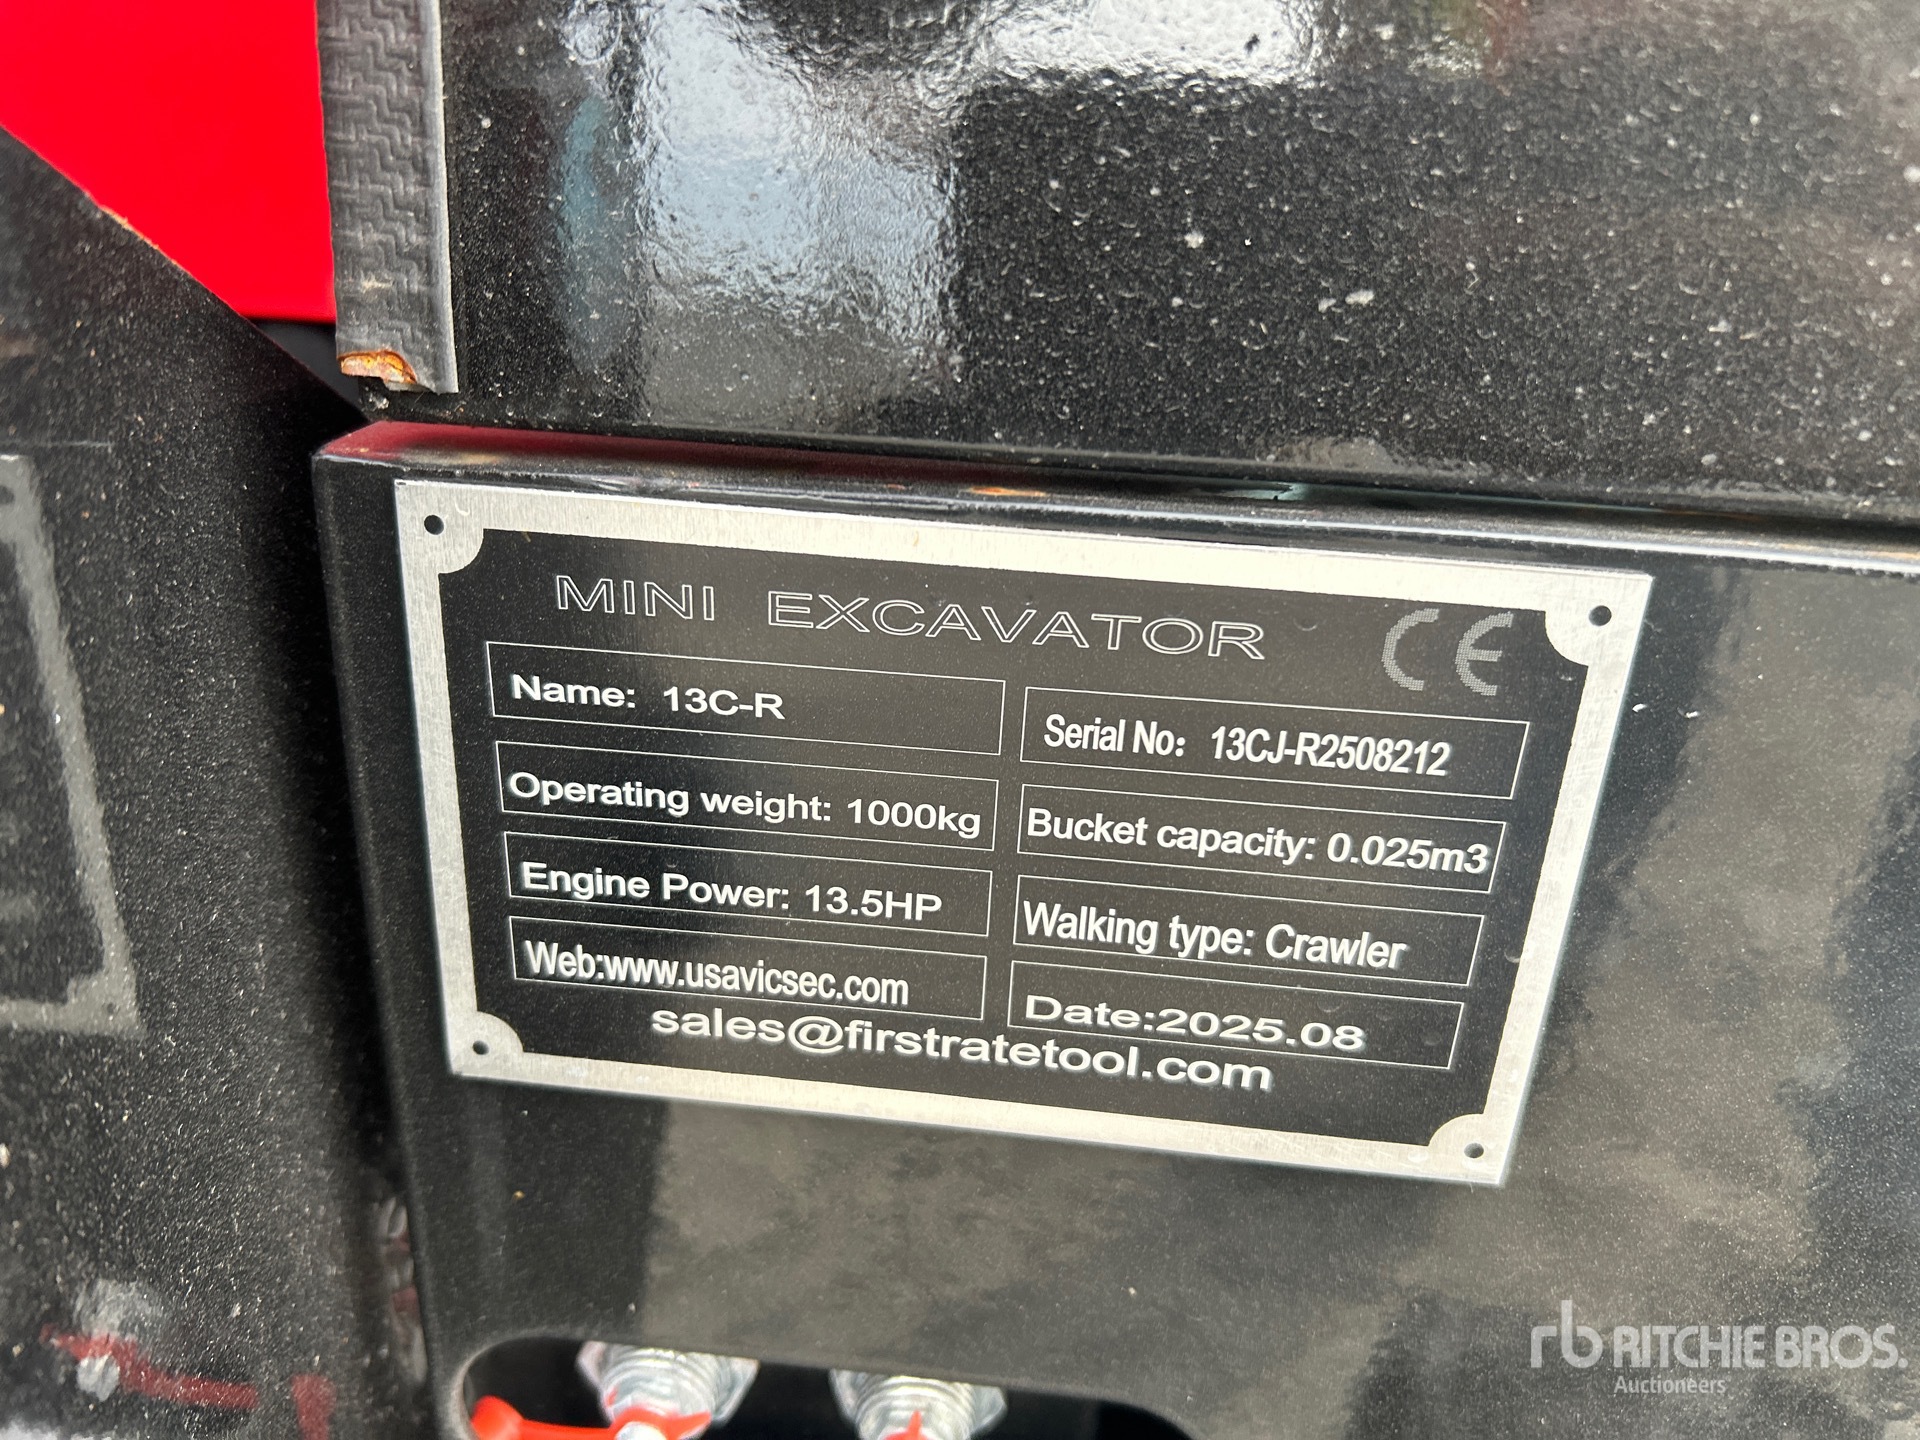 MINI EXCAVATOR
CE
Name: 13C-R
Serial No: 13CJ-R2508212
Operating weight: 1000kg
Bucket capacity: 0.025m3
Engine Power: 13.5HP
Walking type: Crawler
Web:www.usavicsec.com
Date:2025.08
sales@firstratetool.com
rb RITCHIE BROS.
Auctioneers